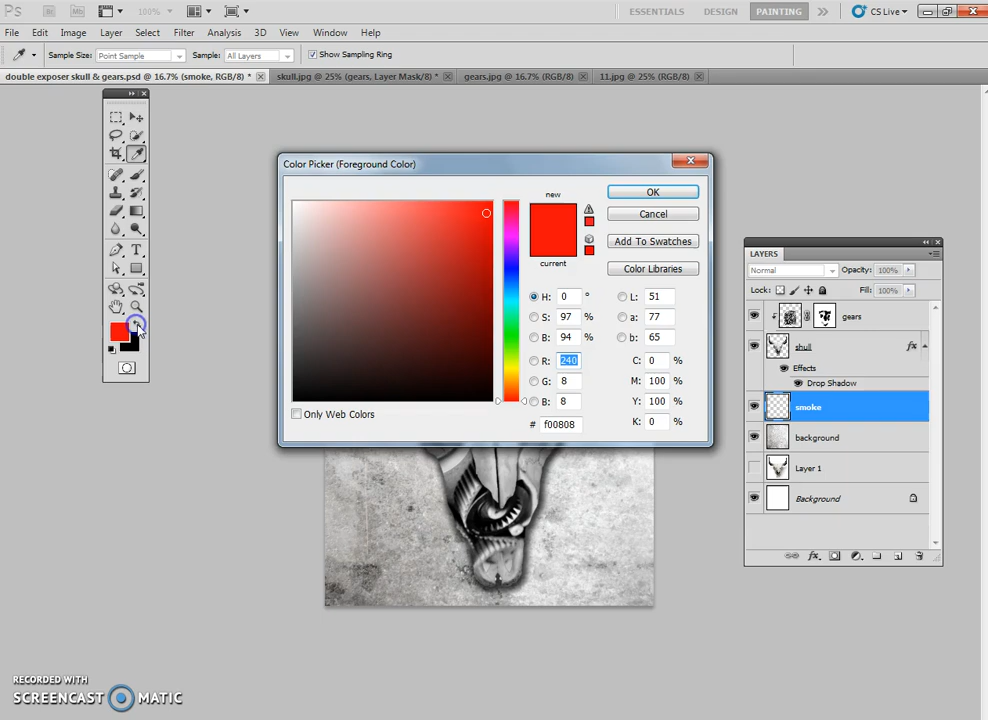 Ps Br Mb 100% ESSENTIALS DESIGN PAINTING CS Live
File Edit Image Layer Select Filter Analysis 3D View Window Help
Sample Size: Point Sample Sample: All Layers Show Sampling Ring
double exposer skull & gears.psd @ 16.7% (smoke, RGB/8) * skull.jpg @ 25% (gears, Layer Mask/8) * gears.jpg @ 16.7% (RGB/8) 11.jpg @ 25% (RGB/8)
Color Picker (Foreground Color)
new
current
OK
Cancel
Add To Swatches
Color Libraries
H: 0 °
S: 97 %
B: 94 %
R: 240
G: 8
B: 8
# f00808
L: 51
a: 77
b: 65
C: 0 %
M: 100 %
Y: 100 %
K: 0 %
Only Web Colors
T
LAYERS
Normal Opacity: 100%
Lock: Fill: 100%
gears
shull fx
Effects
Drop Shadow
smoke
background
Layer 1
Background
fx
RECORDED WITH
SCREENCAST MATIC